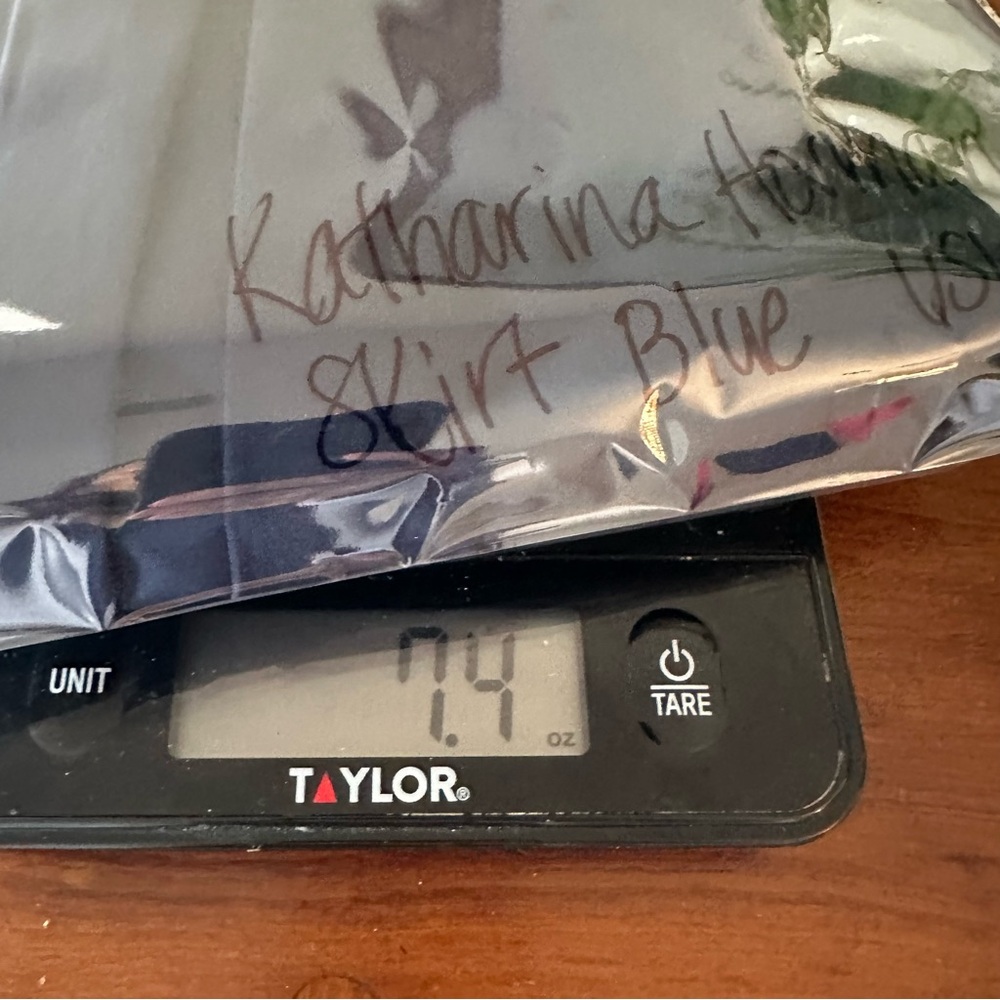 Katharina
Skirt Blue
UNIT
7.4 oz
TARE
TAYLOR®